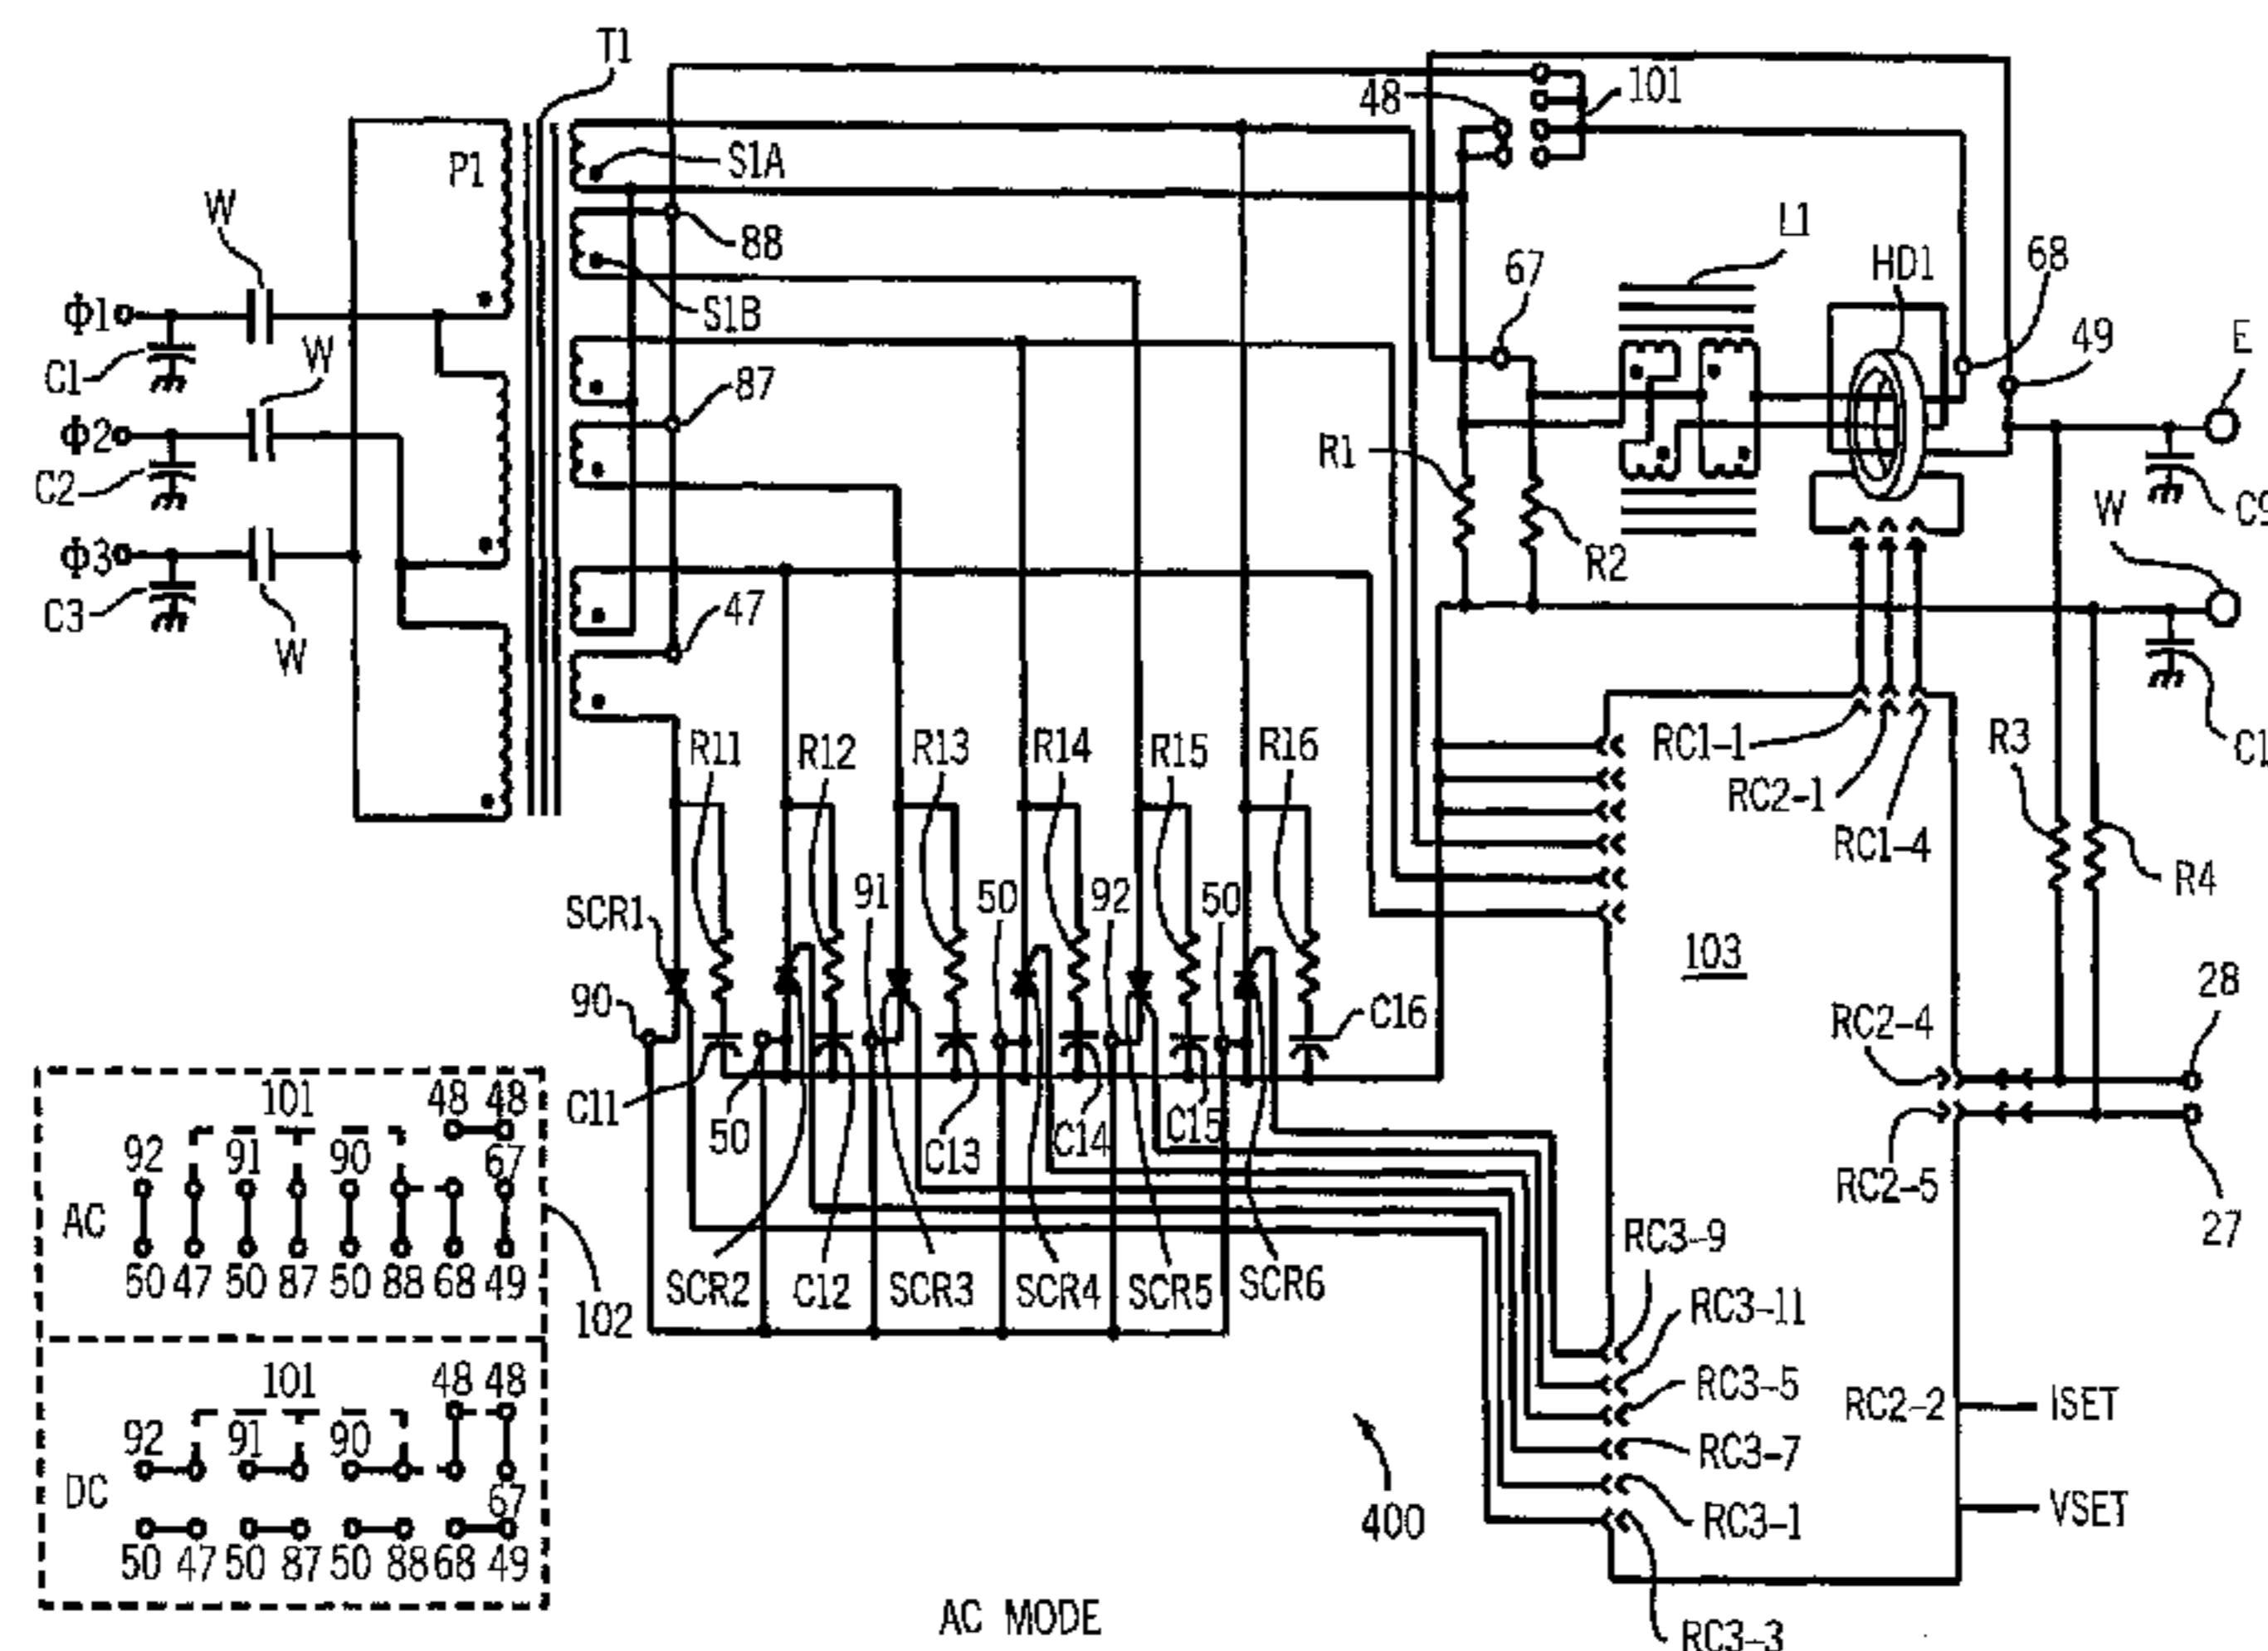 T1
P1
S1A
88
S1B
87
47
W
W
W
Φ1
C1
Φ2
C2
Φ3
C3
48
101
67
L1
HD1
68
49
E
C9
W
R1
R2
R3
R4
RC1-1
RC2-1
RC1-4
R11
R12
R13
R14
R15
R16
SCR1
90
91
50
92
50
103
28
C16
RC2-4
C11
50
C13
C14
C15
RC2-5
27
SCR2
C12
SCR3
SCR4
SCR5
SCR6
RC3-9
RC3-11
RC3-5
RC3-7
RC3-1
RC3-3
RC2-2
ISET
VSET
400
101
48 48
92 91 90 67
AC
50 47 50 87 50 88 68 49
102
101
48 48
92 91 90
DC
67
50 47 50 87 50 88 68 49
AC MODE